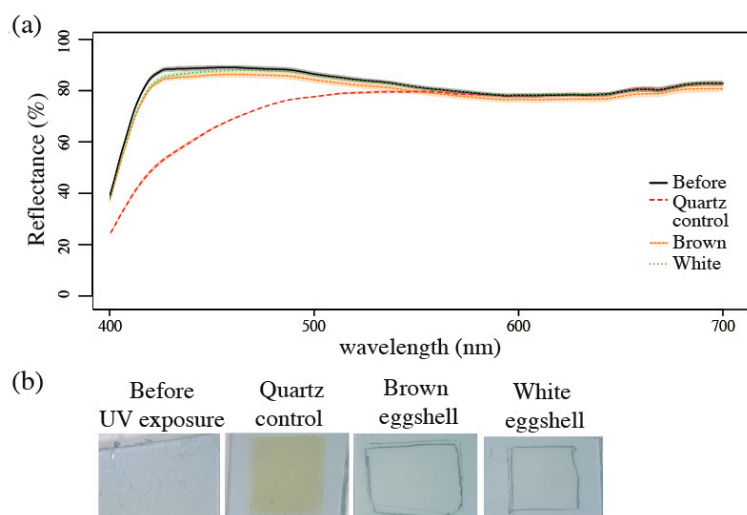 (a)
100
80
60
40
20
0
Reflectance (%)
400
500
600
700
wavelength (nm)
Before
Quartz
control
Brown
White
(b)
Before
UV exposure
Quartz
control
Brown
eggshell
White
eggshell